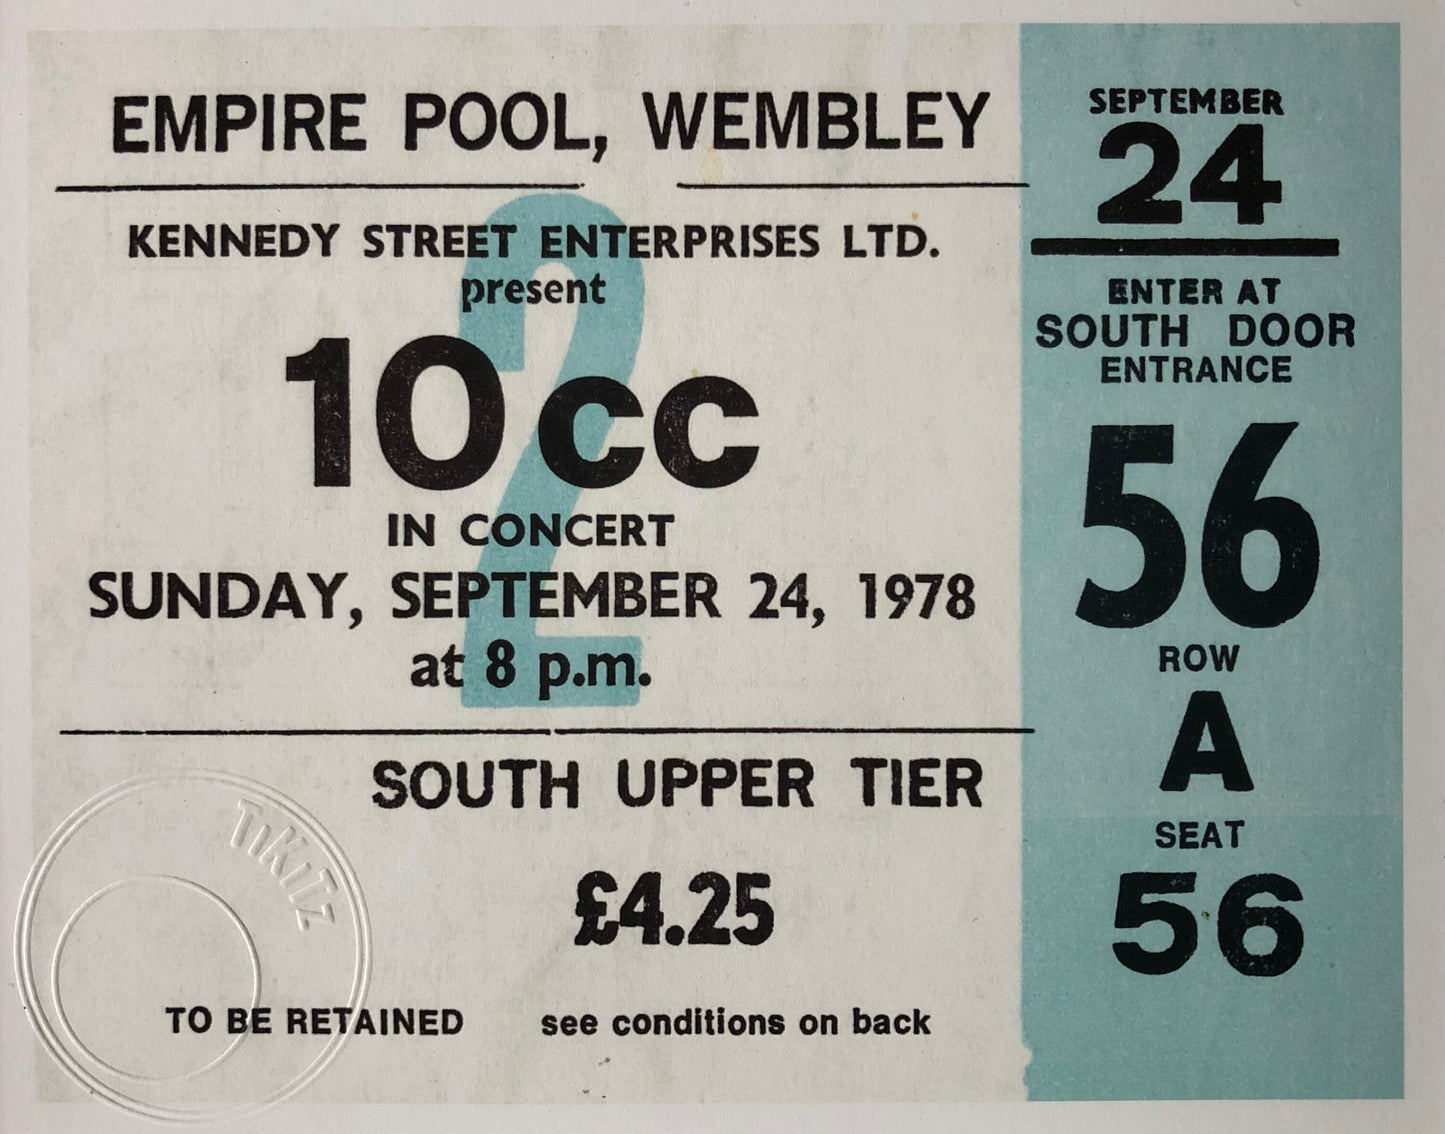 EMPIRE POOL, WEMBLEY
KENNEDY STREET ENTERPRISES LTD.
present
2
10cc
IN CONCERT
SUNDAY, SEPTEMBER 24, 1978
at 8 p.m.
SOUTH UPPER TIER
£4.25
TO BE RETAINED see conditions on back
TiKiTZ
SEPTEMBER
24
ENTER AT
SOUTH DOOR
ENTRANCE
56
ROW
A
SEAT
56